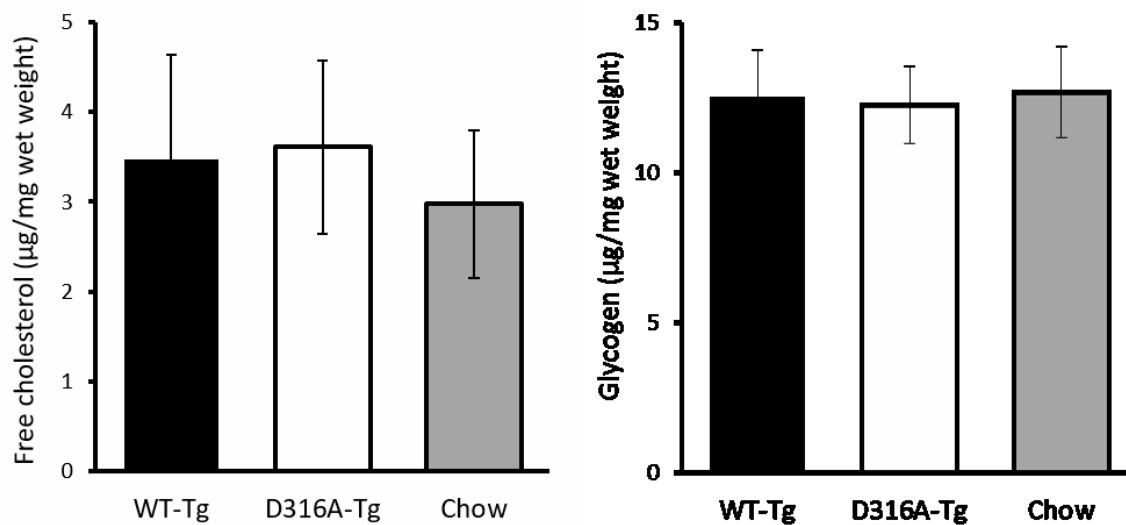 Free cholesterol (µg/mg wet weight)
5
4
3
2
1
0
WT-Tg
D316A-Tg
Chow
Glycogen (µg/mg wet weight)
15
10
5
0
WT-Tg
D316A-Tg
Chow